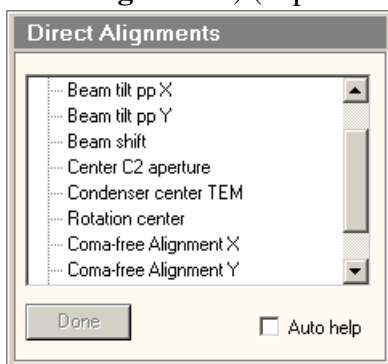 Direct Alignments
Beam tilt pp X
Beam tilt pp Y
Beam shift
Center C2 aperture
Condenser center TEM
Rotation center
Coma-free Alignment X
Coma-free Alignment Y
Done
Auto help